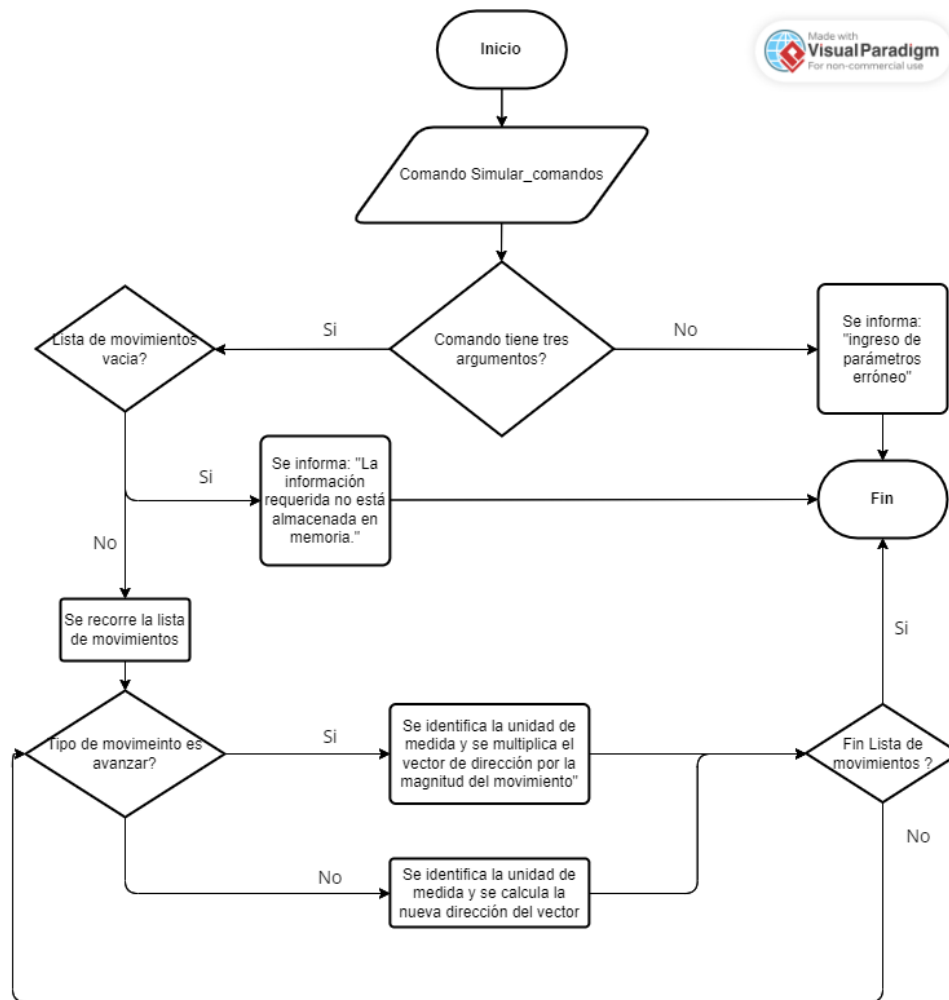 Inicio
Made with
VisualParadigm
For non-commercial use
Comando Simular_comandos
Lista de movimientos
vacia?
Si
Comando tiene tres
argumentos?
No
Se informa:
"ingreso de
parámetros
erróneo"
Si
Se informa: "La
información
requerida no está
almacenada en
memoria."
Fin
No
Se recorre la lista
de movimientos
Si
Tipo de movimeinto es
avanzar?
Si
Se identifica la unidad de
medida y se multiplica el
vector de dirección por la
magnitud del movimiento"
Fin Lista de
movimientos ?
No
No
Se identifica la unidad de
medida y se calcula la
nueva dirección del vector